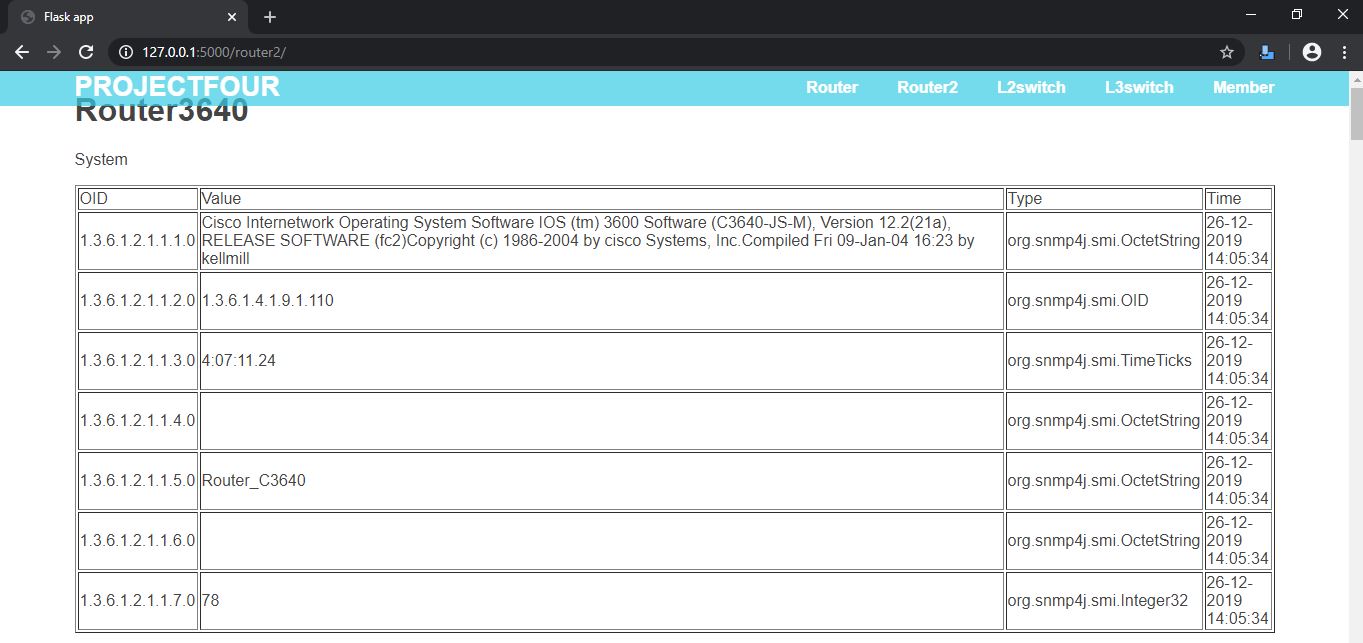 Flask app
127.0.0.1:5000/router2/
PROJECTFOUR Router Router2 L2switch L3switch Member
Router3640
System
OID Value Type Time
1.3.6.1.2.1.1.1.0 Cisco Internetwork Operating System Software IOS (tm) 3600 Software (C3640-JS-M), Version 12.2(21a),
RELEASE SOFTWARE (fc2)Copyright (c) 1986-2004 by cisco Systems, Inc.Compiled Fri 09-Jan-04 16:23 by
kellmill
org.snmp4j.smi.OctetString
26-12-
2019
14:05:34
1.3.6.1.2.1.1.2.0 1.3.6.1.4.1.9.1.110 org.snmp4j.smi.OID
26-12-
2019
14:05:34
1.3.6.1.2.1.1.3.0 4:07:11.24 org.snmp4j.smi.TimeTicks
26-12-
2019
14:05:34
1.3.6.1.2.1.1.4.0 org.snmp4j.smi.OctetString
26-12-
2019
14:05:34
1.3.6.1.2.1.1.5.0 Router_C3640 org.snmp4j.smi.OctetString
26-12-
2019
14:05:34
1.3.6.1.2.1.1.6.0 org.snmp4j.smi.OctetString
26-12-
2019
14:05:34
1.3.6.1.2.1.1.7.0 78 org.snmp4j.smi.Integer32
26-12-
2019
14:05:34